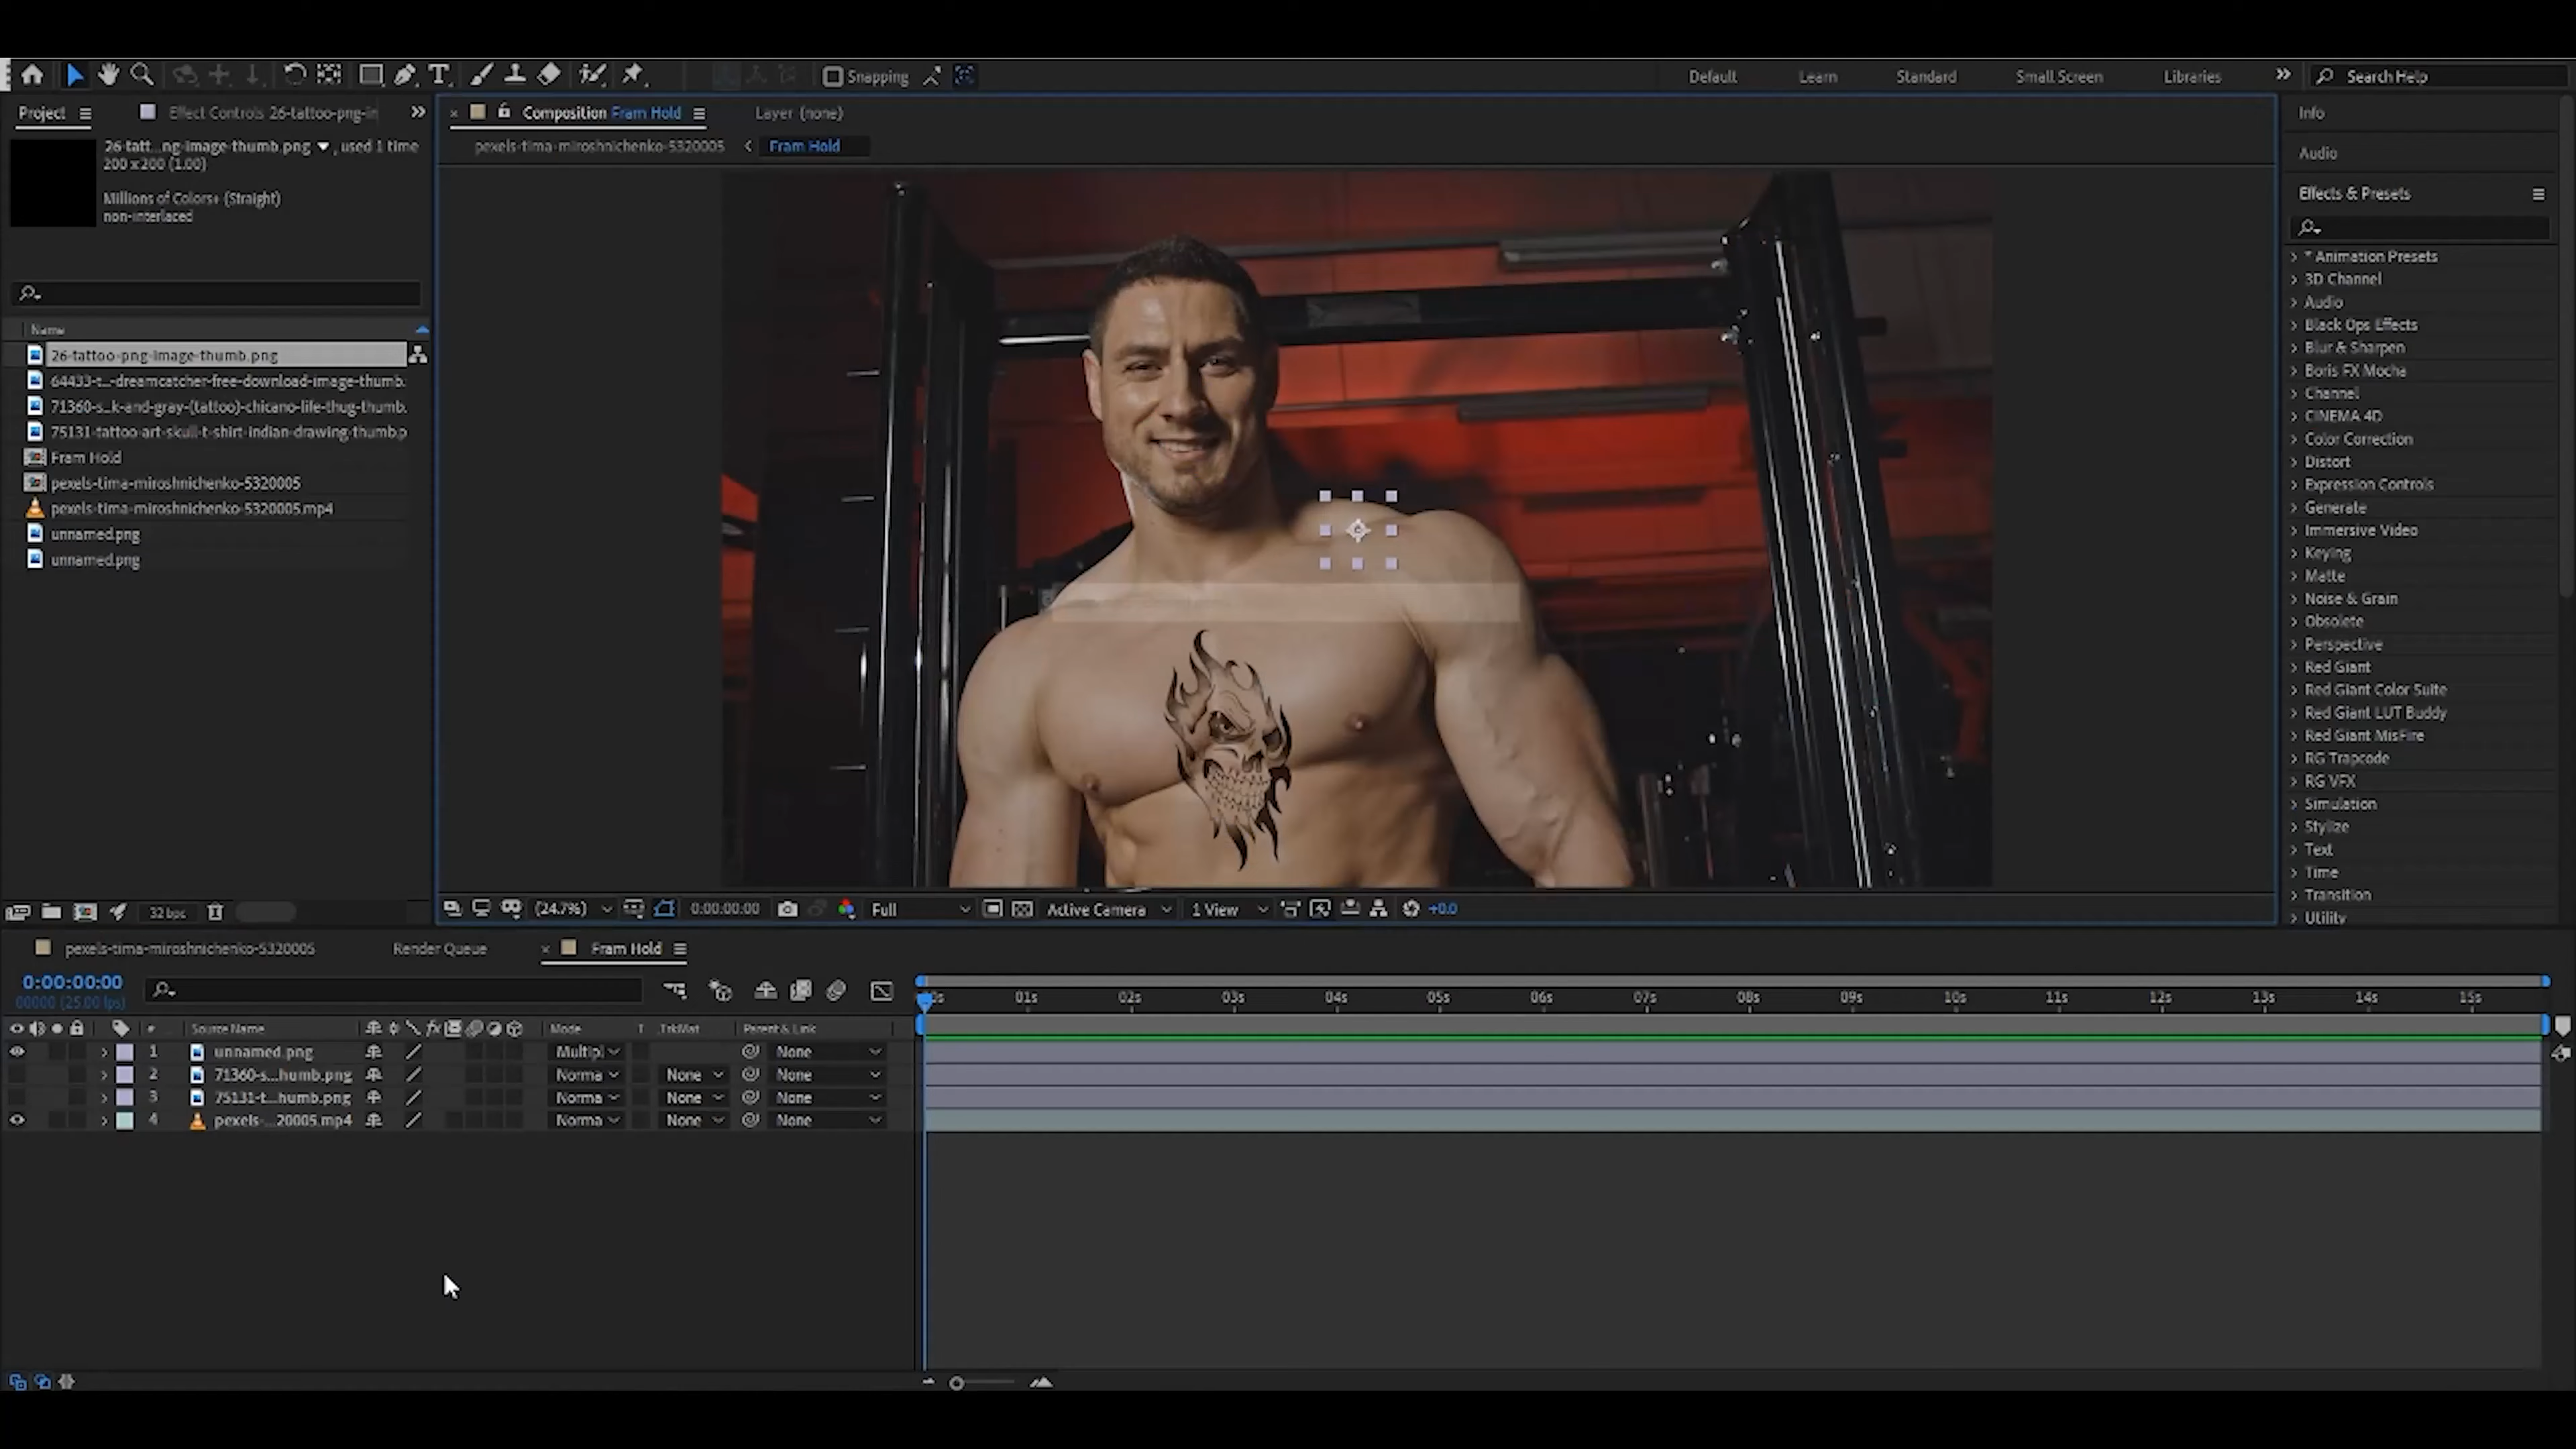 Snapping
Default Learn Standard Small Screen Libraries Search Help
Project Effect Controls 26-tattoo-png-in
Composition Fram Hold Layer (none)
Info
26-tatt...ng-image-thumb.png , used 1 time
200 x 200 (1.00)
pexels-tima-miroshnichenko-5320005 Fram Hold
Audio
Millions of Colors+ (Straight)
non-interlaced
Effects & Presets
Name
26-tattoo-png-image-thumb.png
64433-t...-dreamcatcher-free-download-image-thumb.
71360-s...k-and-gray-(tattoo)-chicano-life-thug-thumb.
75131-tattoo-art-skull-t-shirt-indian-drawing-thumb.p
Fram Hold
pexels-tima-miroshnichenko-5320005
pexels-tima-miroshnichenko-5320005.mp4
unnamed.png
unnamed.png
* Animation Presets
3D Channel
Audio
Black Ops Effects
Blur & Sharpen
Boris FX Mocha
Channel
CINEMA 4D
Color Correction
Distort
Expression Controls
Generate
Immersive Video
Keying
Matte
Noise & Grain
Obsolete
Perspective
Red Giant
Red Giant Color Suite
Red Giant LUT Buddy
Red Giant MisFire
RG Trapcode
RG VFX
Simulation
Stylize
Text
Time
Transition
Utility
32 bpc
(24.7%) 0:00:00:00 Full Active Camera 1 View +0.0
pexels-tima-miroshnichenko-5320005 Render Queue Fram Hold
0:00:00:00
00000 (25.00 fps)
00s 01s 02s 03s 04s 05s 06s 07s 08s 09s 10s 11s 12s 13s 14s 15s
# Source Name fx Mode T .TrkMat Parent & Link
1 unnamed.png Multipl None
2 71360-s...humb.png Norma None None
3 75131-t...humb.png Norma None None
4 pexels-...20005.mp4 Norma None None